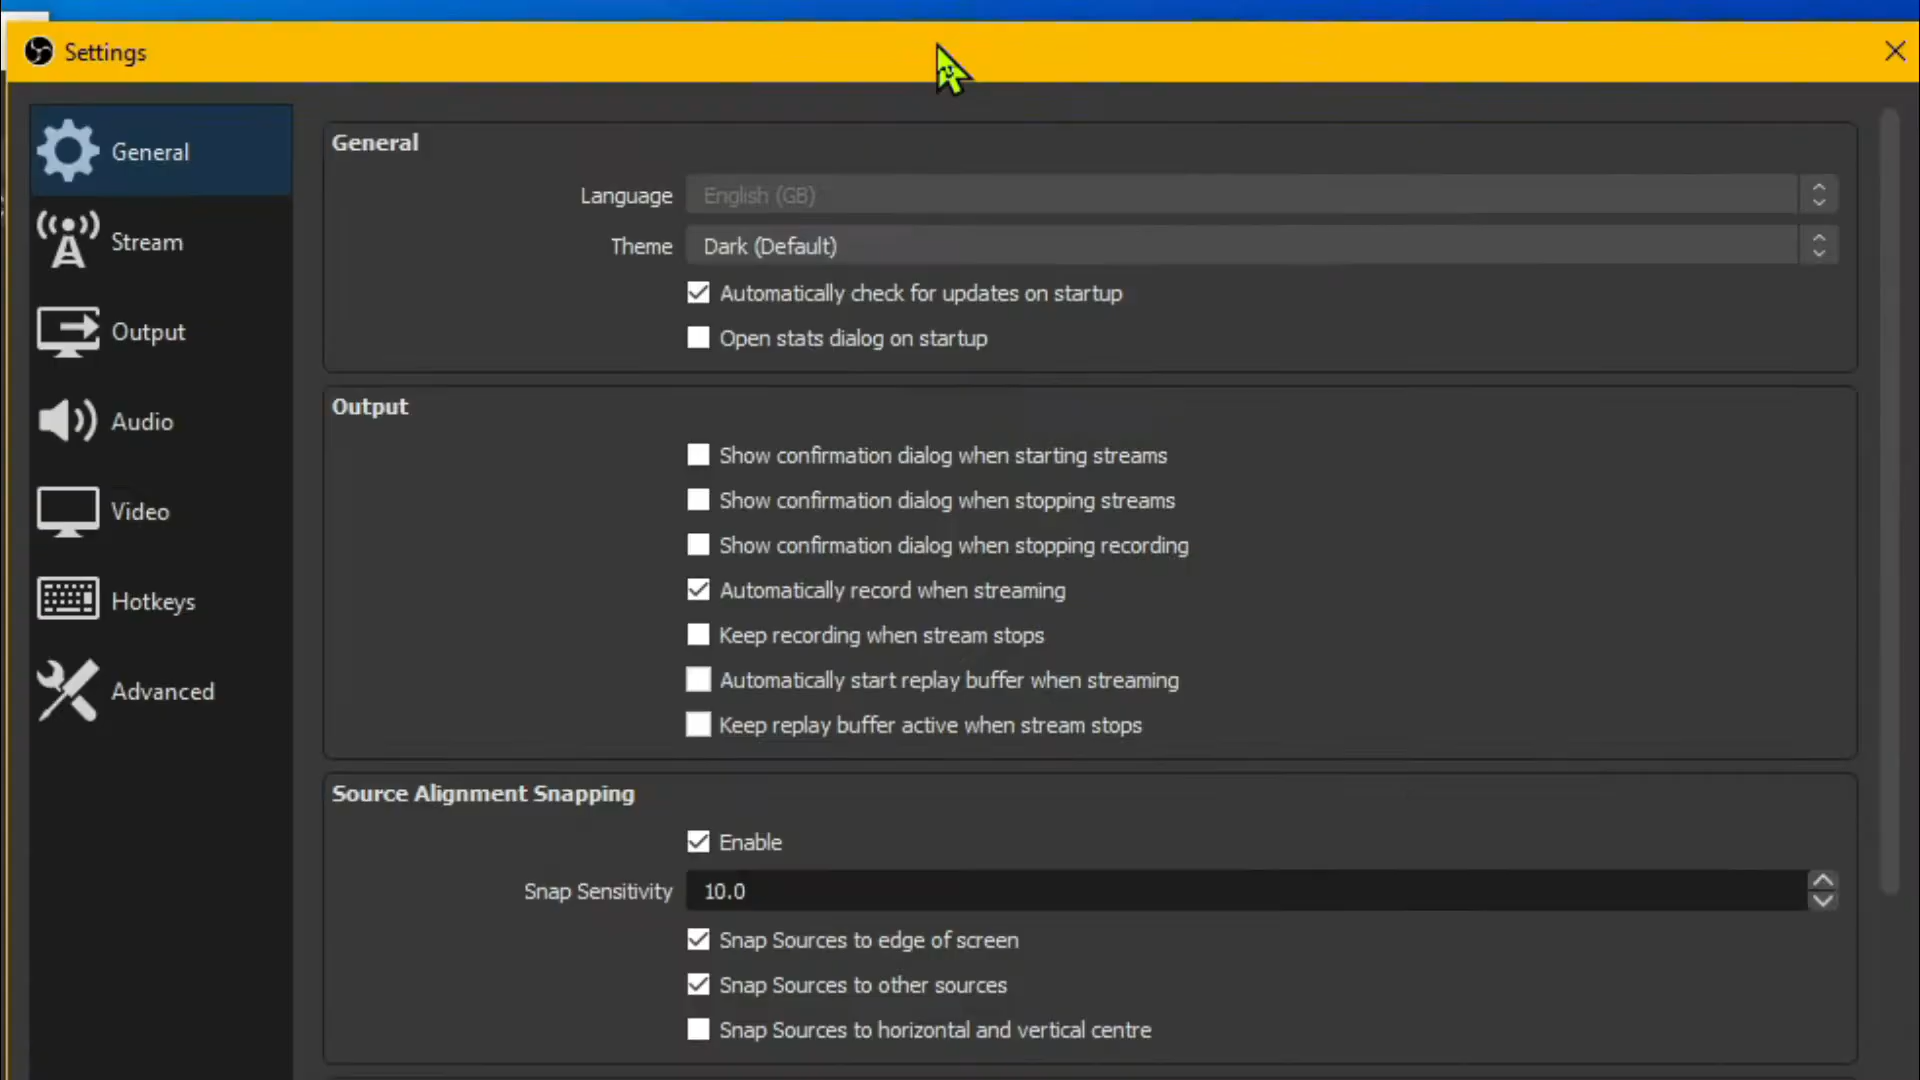 Settings
General
Stream
Output
Audio
Video
Hotkeys
Advanced
General
Language English (GB)
Theme Dark (Default)
Automatically check for updates on startup
Open stats dialog on startup
Output
Show confirmation dialog when starting streams
Show confirmation dialog when stopping streams
Show confirmation dialog when stopping recording
Automatically record when streaming
Keep recording when stream stops
Automatically start replay buffer when streaming
Keep replay buffer active when stream stops
Source Alignment Snapping
Enable
Snap Sensitivity 10.0
Snap Sources to edge of screen
Snap Sources to other sources
Snap Sources to horizontal and vertical centre